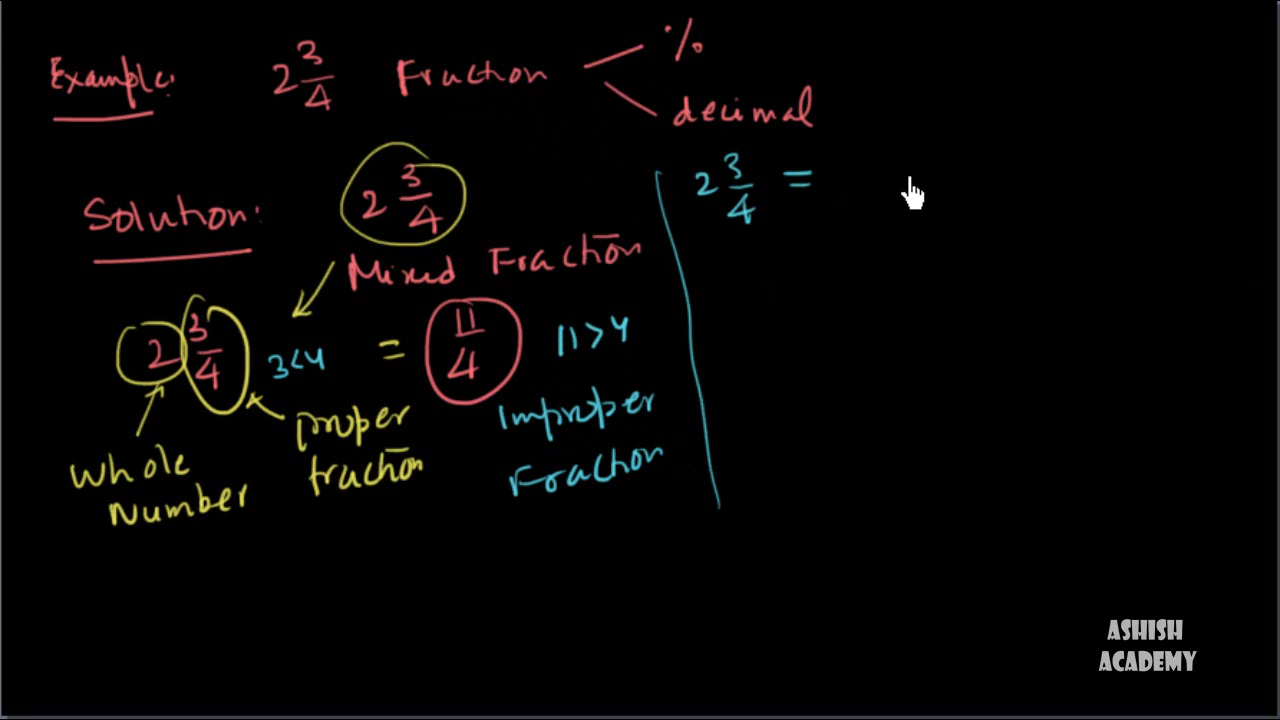 Example: 2 3/4 Fraction %
decimal
Solution: 2 3/4
Mixed Fraction
2 3/4 3<4 = 11/4 11>4
whole
Number
proper
fraction
Improper
Fraction
2 3/4 =
ASHISH
ACADEMY